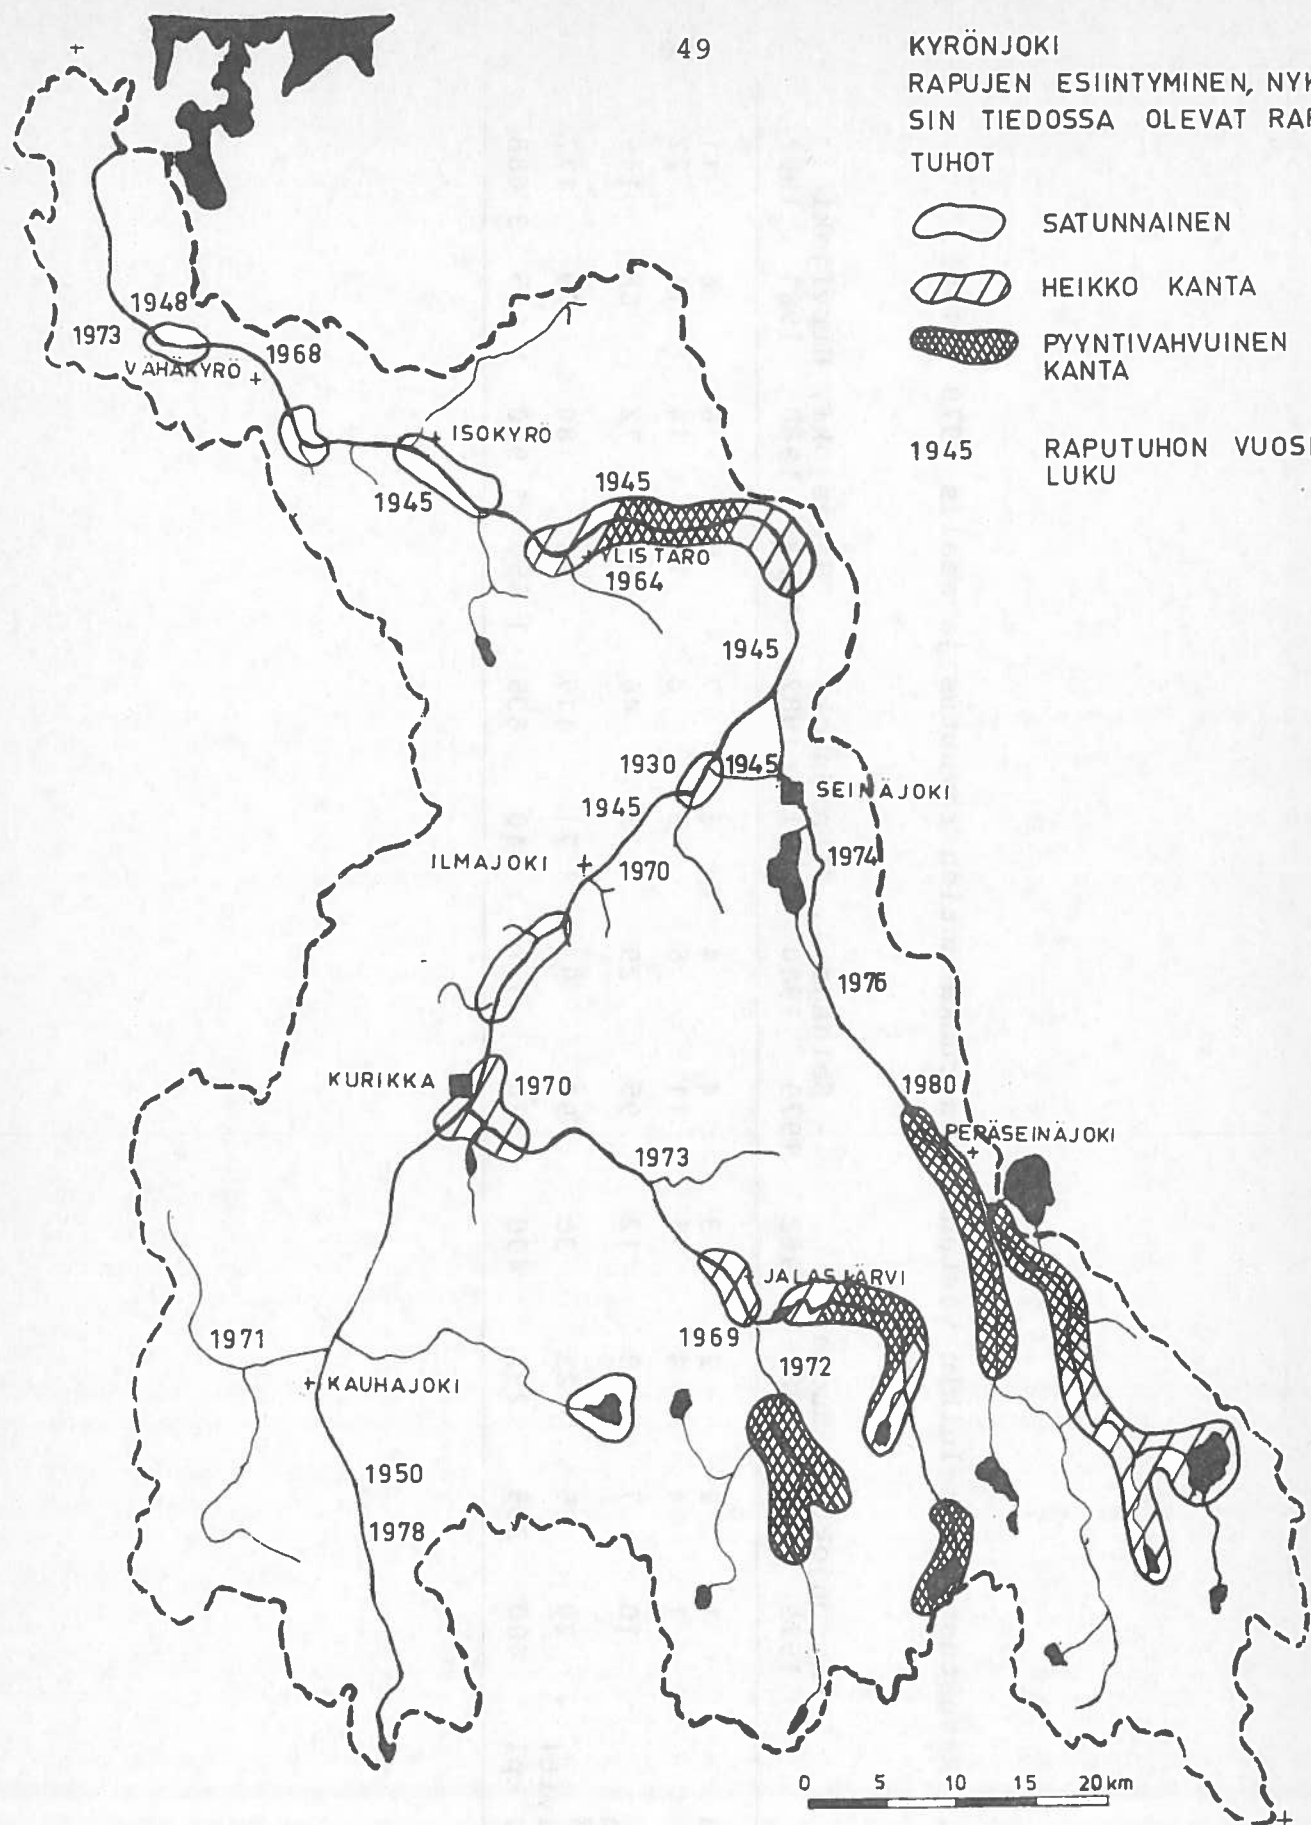 49
KYRÖNJOKI
RAPUJEN ESIINTYMINEN, NYK
SIN TIEDOSSA OLEVAT RAP
TUHOT
SATUNNAINEN
HEIKKO KANTA
PYYNTIVAHVUINEN
KANTA
1945 RAPUTUHON VUOSI
LUKU
1948
1973
VÄHÄKYRÖ
1968
ISOKYRÖ
1945
1945
YLISTARO
1964
1945
1930
1945
1945
SEINÄJOKI
ILMAJOKI
1970
1974
1976
KURIKKA
1970
1980
PERÄSEINÄJOKI
1973
JALASJÄRVI
1969
1972
1971
KAUHAJOKI
1950
1978
0 5 10 15 20 km